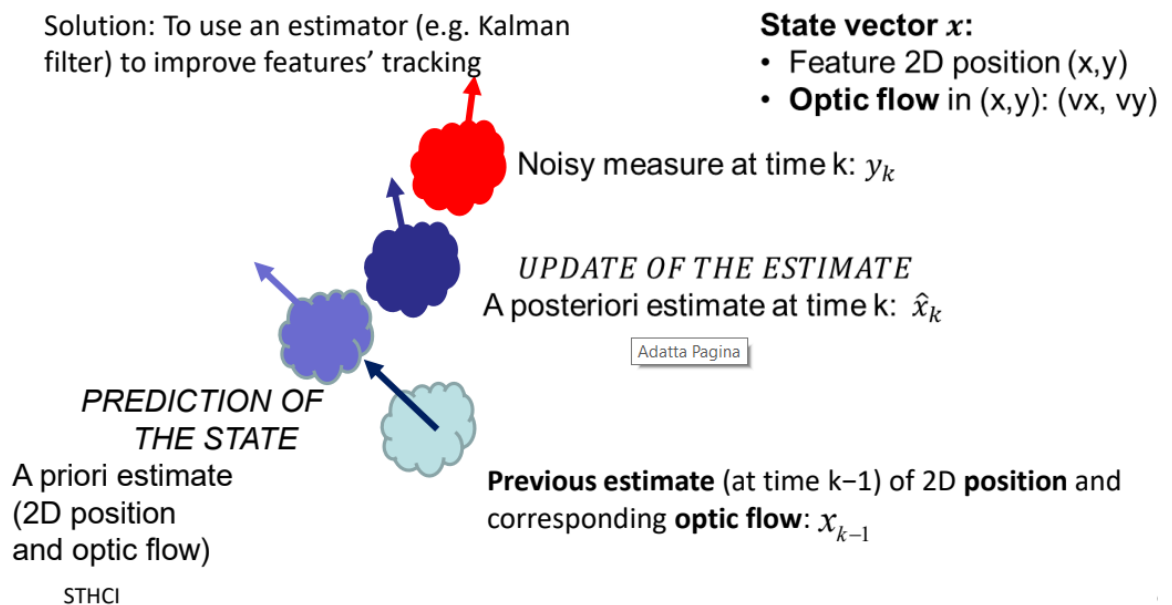 Solution: To use an estimator (e.g. Kalman
filter) to improve features' tracking
State vector x:
• Feature 2D position (x,y)
• Optic flow in (x,y): (vx, vy)
Noisy measure at time k: yₖ
UPDATE OF THE ESTIMATE
A posteriori estimate at time k: x̂ₖ
Adatta Pagina
PREDICTION OF
THE STATE
A priori estimate
(2D position
and optic flow)
Previous estimate (at time k−1) of 2D position and
corresponding optic flow: xₖ₋₁
STHCI